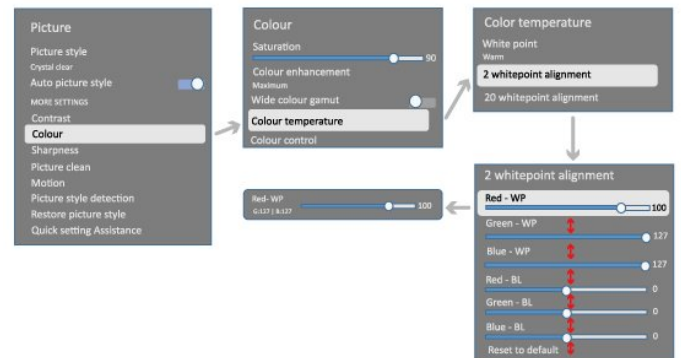 Picture
Picture style
Crystal clear
Auto picture style
MORE SETTINGS
Contrast
Colour
Sharpness
Picture clean
Motion
Picture style detection
Restore picture style
Quick setting Assistance
Colour
Saturation
90
Colour enhancement
Maximum
Wide colour gamut
Colour temperature
Colour control
Color temperature
White point
Warm
2 whitepoint alignment
20 whitepoint alignment
2 whitepoint alignment
Red - WP
100
Green - WP
127
Blue - WP
127
Red - BL
0
Green - BL
0
Blue - BL
0
Reset to default
Red- WP
G:127 | B:127
100